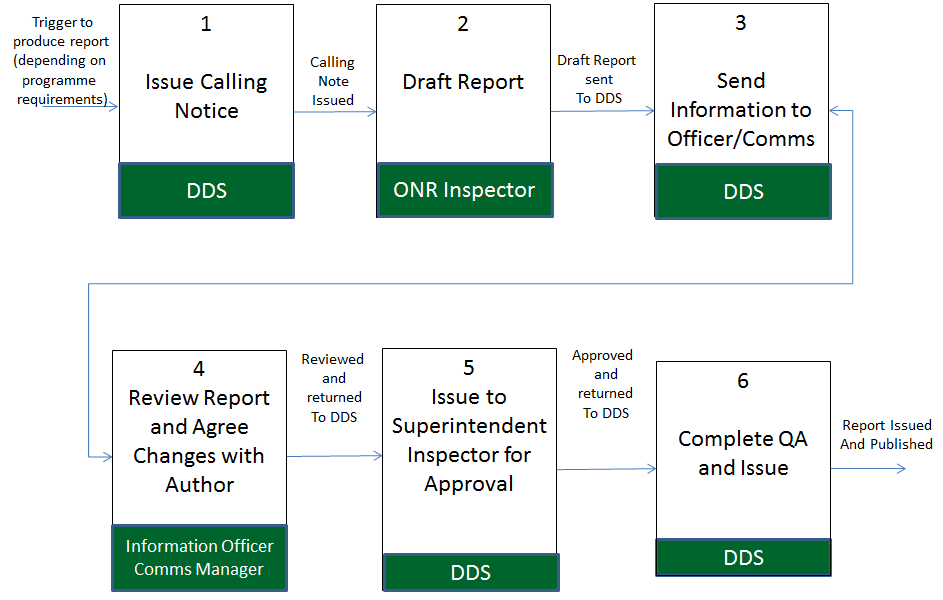 Trigger to
produce report
(depending on
programme
requirements)
1
Issue Calling
Notice
DDS
Calling
Note
Issued
2
Draft Report
ONR Inspector
Draft Report
sent
To DDS
3
Send
Information to
Officer/Comms
DDS
4
Review Report
and Agree
Changes with
Author
Information Officer
Comms Manager
Reviewed
and
returned
To DDS
5
Issue to
Superintendent
Inspector for
Approval
DDS
Approved
and
returned
To DDS
6
Complete QA
and Issue
DDS
Report Issued
And Published